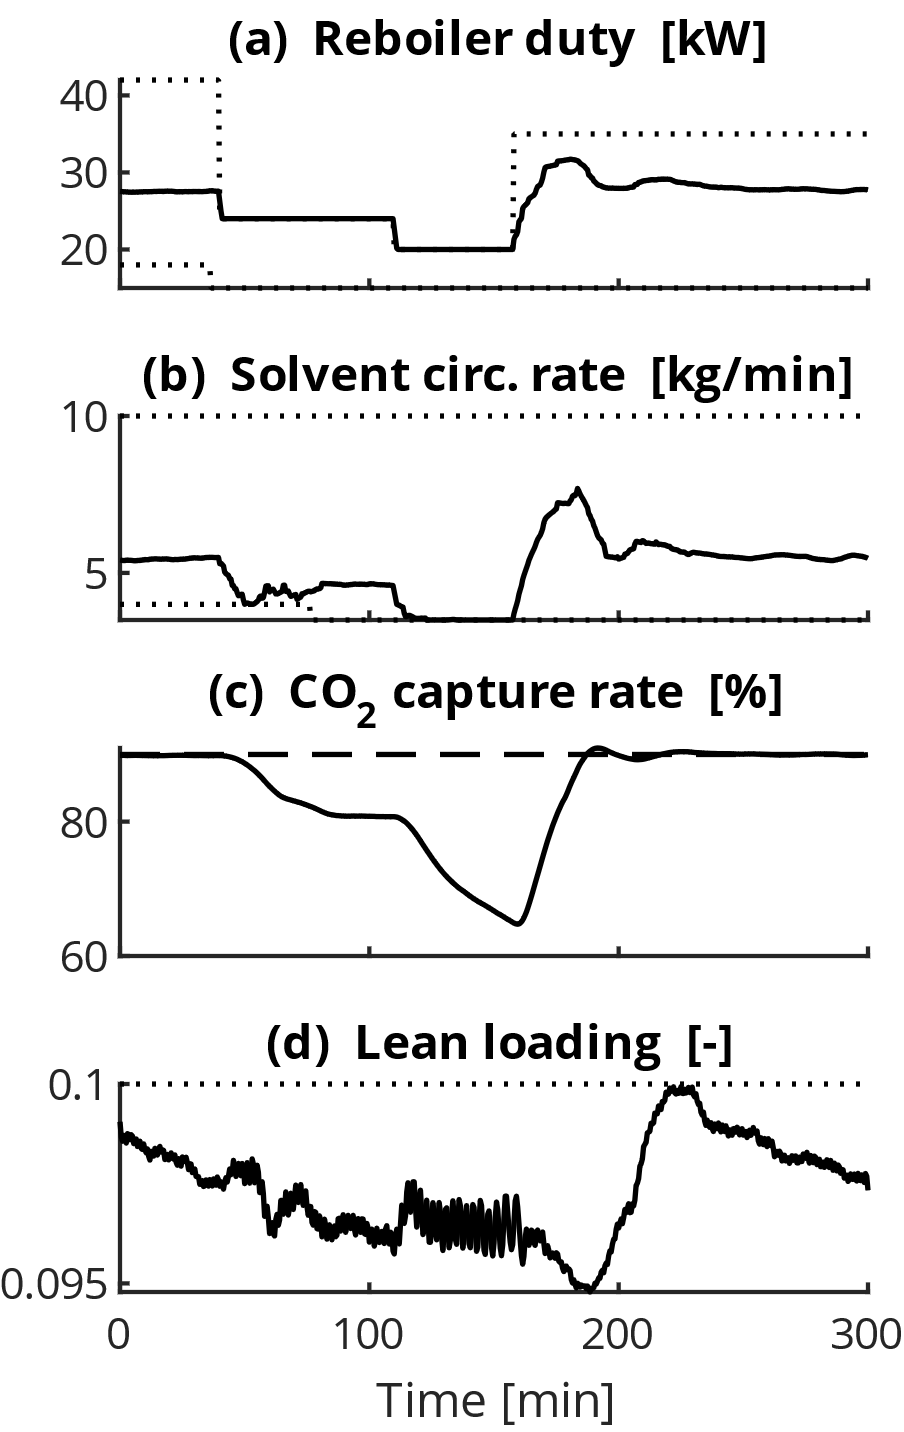 (a) Reboiler duty [kW]
40
30
20
(b) Solvent circ. rate [kg/min]
10
5
(c) CO₂ capture rate [%]
80
60
(d) Lean loading [-]
0.1
0.095
0 100 200 300
Time [min]